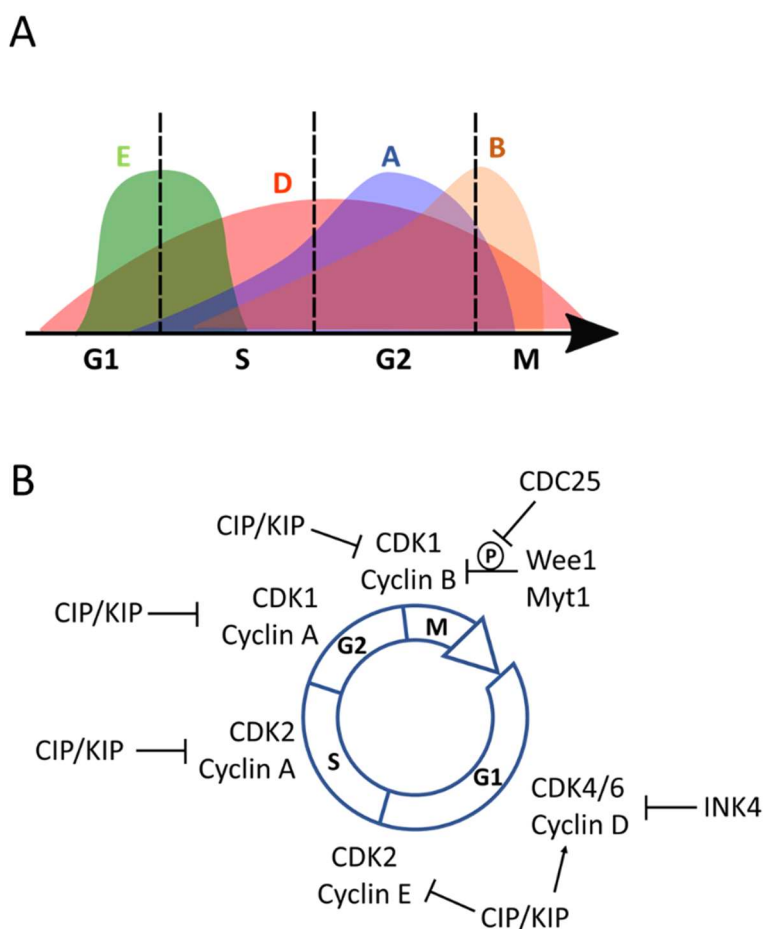 A
E
D
A
B
G1
S
G2
M
B
CDC25
CIP/KIP
CDK1
Cyclin B
P
Wee1
Myt1
CIP/KIP
CDK1
Cyclin A
G2
M
CIP/KIP
CDK2
Cyclin A
S
G1
CDK4/6
Cyclin D
INK4
CDK2
Cyclin E
CIP/KIP